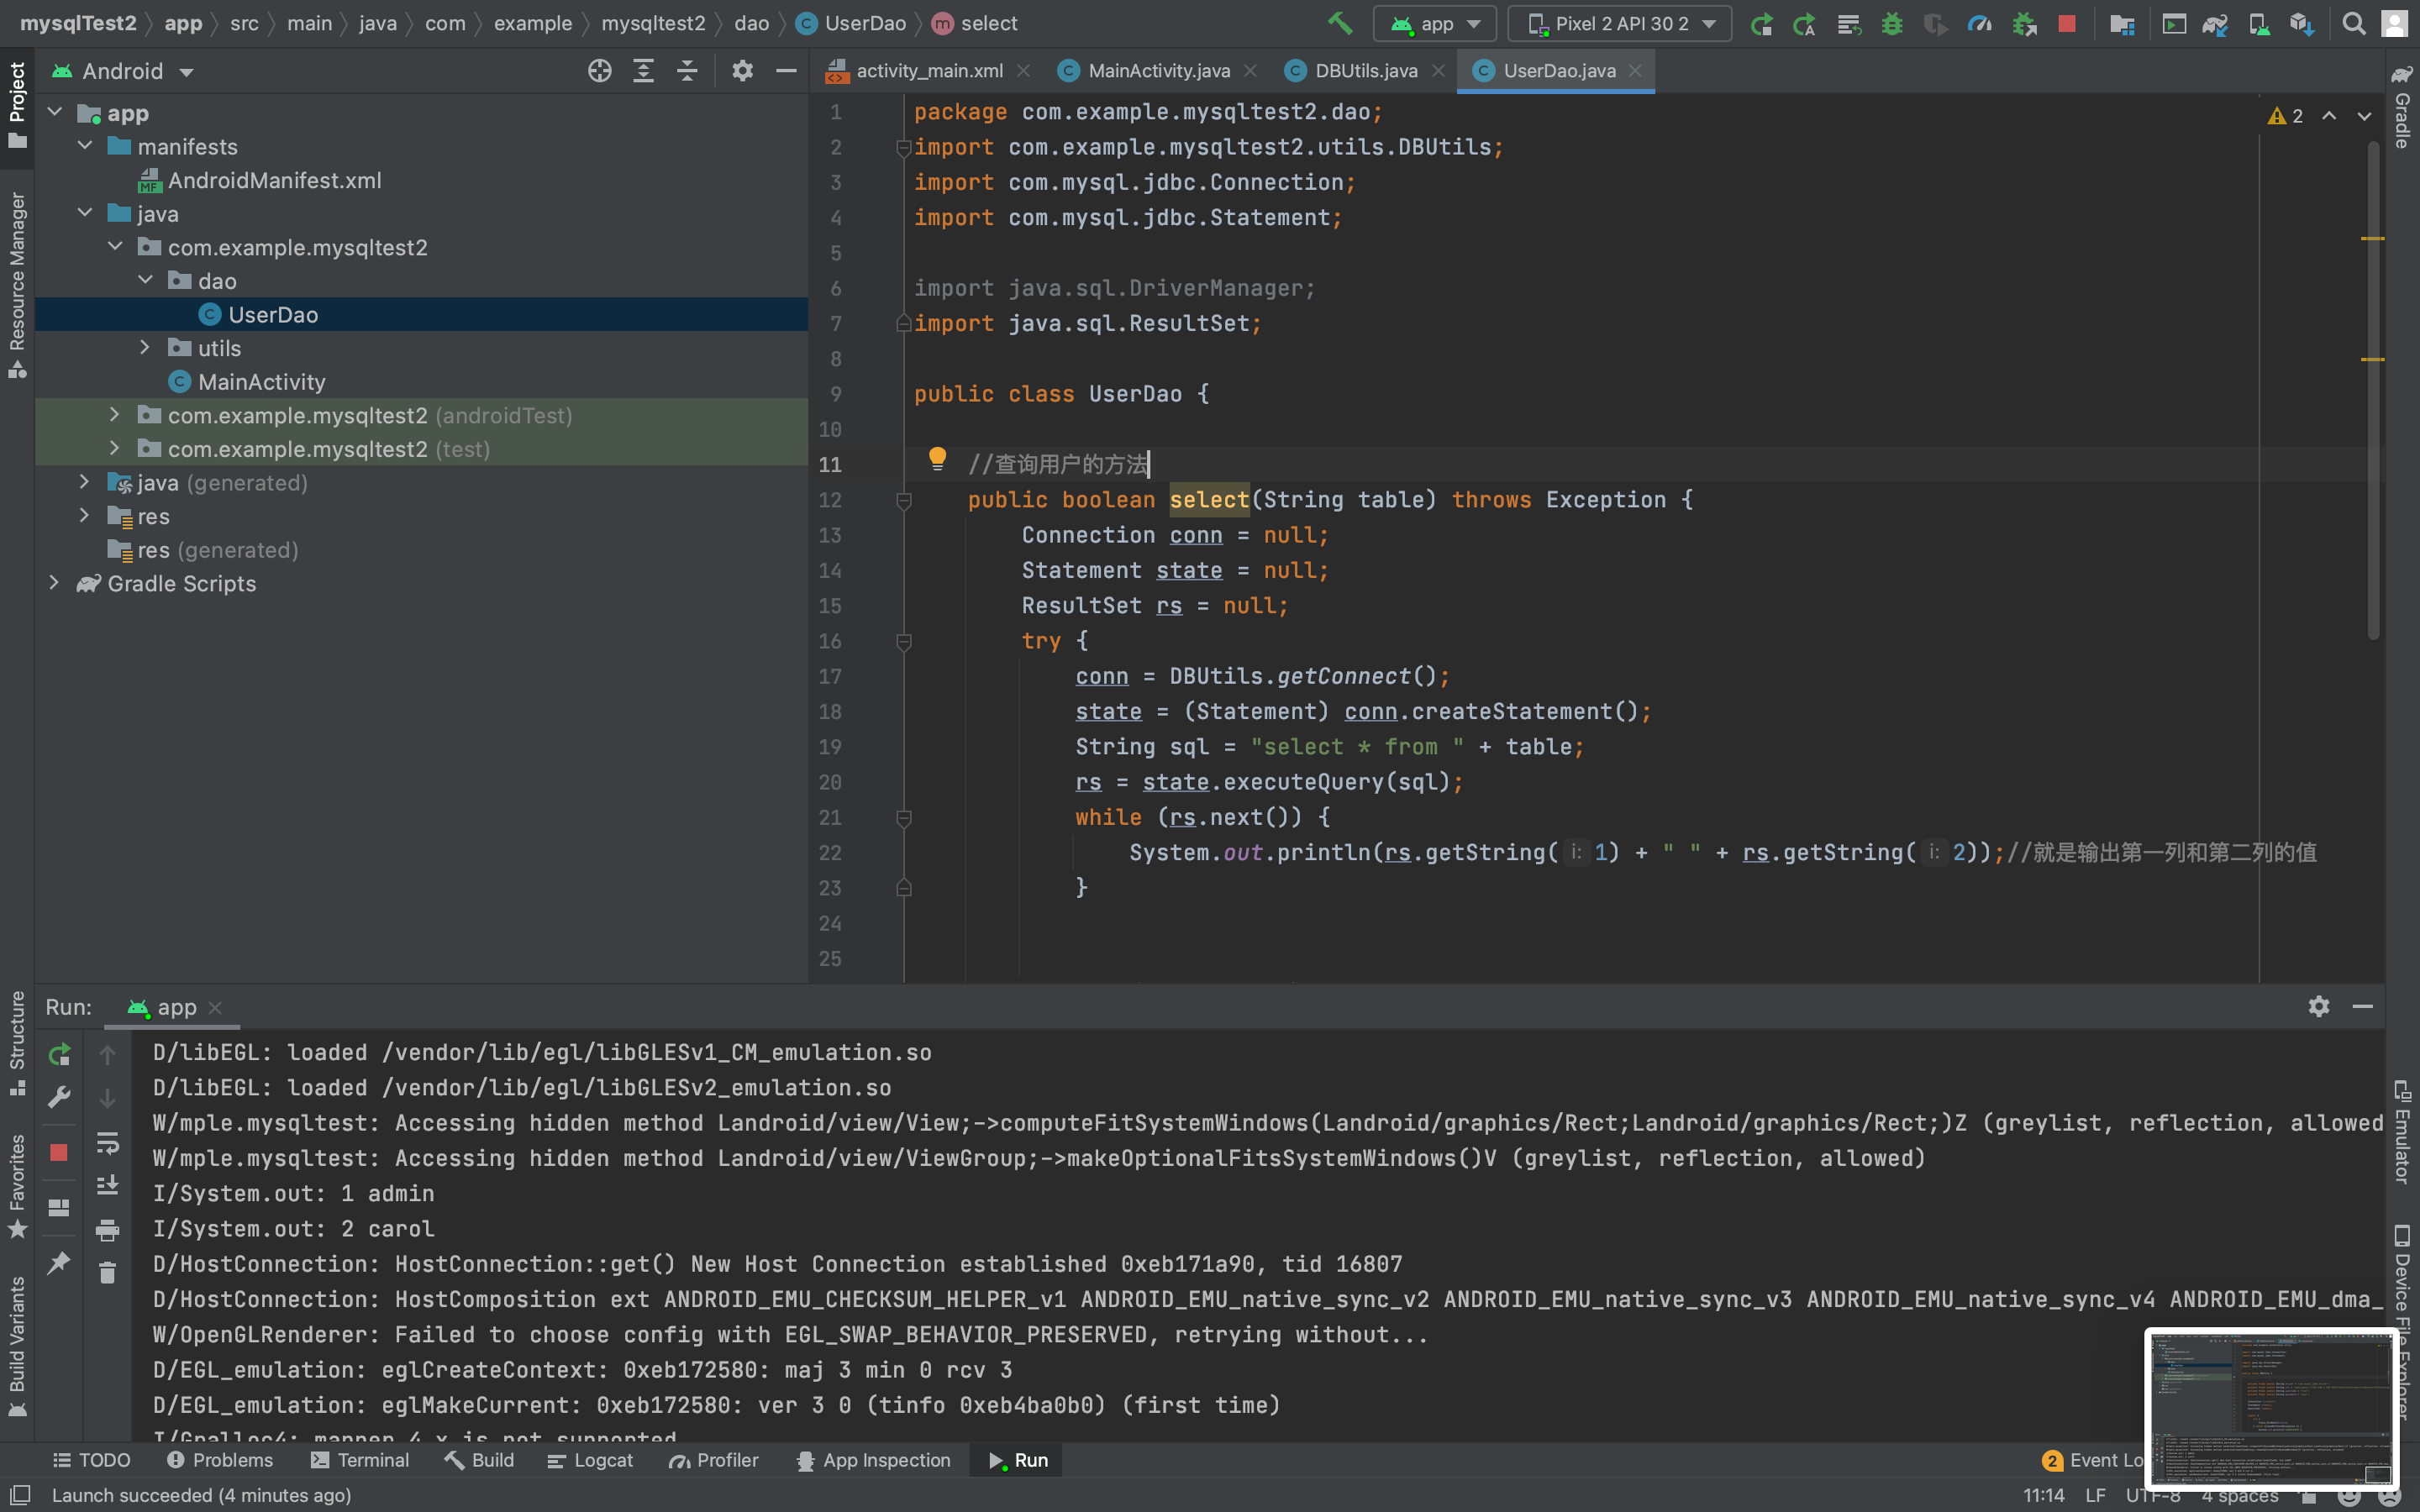 mysqlTest2 app src main java com example mysqltest2 dao UserDao select app Pixel 2 API 30 2
Project
Android
activity_main.xml MainActivity.java DBUtils.java UserDao.java
app
manifests
AndroidManifest.xml
java
com.example.mysqltest2
dao
UserDao
utils
MainActivity
com.example.mysqltest2 (androidTest)
com.example.mysqltest2 (test)
java (generated)
res
res (generated)
Gradle Scripts
Resource Manager
Structure
Favorites
Build Variants
1 package com.example.mysqltest2.dao;
2 import com.example.mysqltest2.utils.DBUtils;
3 import com.mysql.jdbc.Connection;
4 import com.mysql.jdbc.Statement;
5
6 import java.sql.DriverManager;
7 import java.sql.ResultSet;
8
9 public class UserDao {
10
11 //查询用户的方法
12 public boolean select(String table) throws Exception {
13 Connection conn = null;
14 Statement state = null;
15 ResultSet rs = null;
16 try {
17 conn = DBUtils.getConnect();
18 state = (Statement) conn.createStatement();
19 String sql = "select * from " + table;
20 rs = state.executeQuery(sql);
21 while (rs.next()) {
22 System.out.println(rs.getString( i: 1) + " " + rs.getString( i: 2));//就是输出第一列和第二列的值
23 }
24
25
2
Gradle
Emulator
Device File Explorer
Run: app
D/libEGL: loaded /vendor/lib/egl/libGLESv1_CM_emulation.so
D/libEGL: loaded /vendor/lib/egl/libGLESv2_emulation.so
W/mple.mysqltest: Accessing hidden method Landroid/view/View;->computeFitSystemWindows(Landroid/graphics/Rect;Landroid/graphics/Rect;)Z (greylist, reflection, allowed
W/mple.mysqltest: Accessing hidden method Landroid/view/ViewGroup;->makeOptionalFitsSystemWindows()V (greylist, reflection, allowed)
I/System.out: 1 admin
I/System.out: 2 carol
D/HostConnection: HostConnection::get() New Host Connection established 0xeb171a90, tid 16807
D/HostConnection: HostComposition ext ANDROID_EMU_CHECKSUM_HELPER_v1 ANDROID_EMU_native_sync_v2 ANDROID_EMU_native_sync_v3 ANDROID_EMU_native_sync_v4 ANDROID_EMU_dma_
W/OpenGLRenderer: Failed to choose config with EGL_SWAP_BEHAVIOR_PRESERVED, retrying without...
D/EGL_emulation: eglCreateContext: 0xeb172580: maj 3 min 0 rcv 3
D/EGL_emulation: eglMakeCurrent: 0xeb172580: ver 3 0 (tinfo 0xeb4ba0b0) (first time)
I/Gralloc4: mapper 4.x is not supported
TODO Problems Terminal Build Logcat Profiler App Inspection Run 2 Event Lo
Launch succeeded (4 minutes ago) 11:14 LF UTF-8 4 spaces